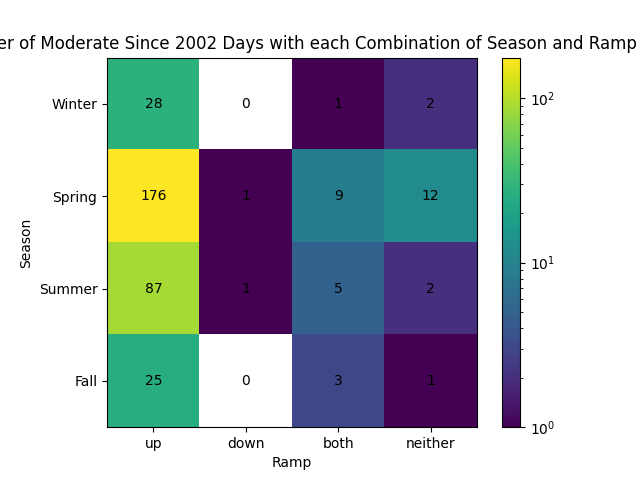 er of Moderate Since 2002 Days with each Combination of Season and Ramp
Winter 28 0 1 2
Spring 176 1 9 12
Summer 87 1 5 2
Fall 25 0 3 1
up down both neither
Ramp
Season
10²
10¹
10⁰